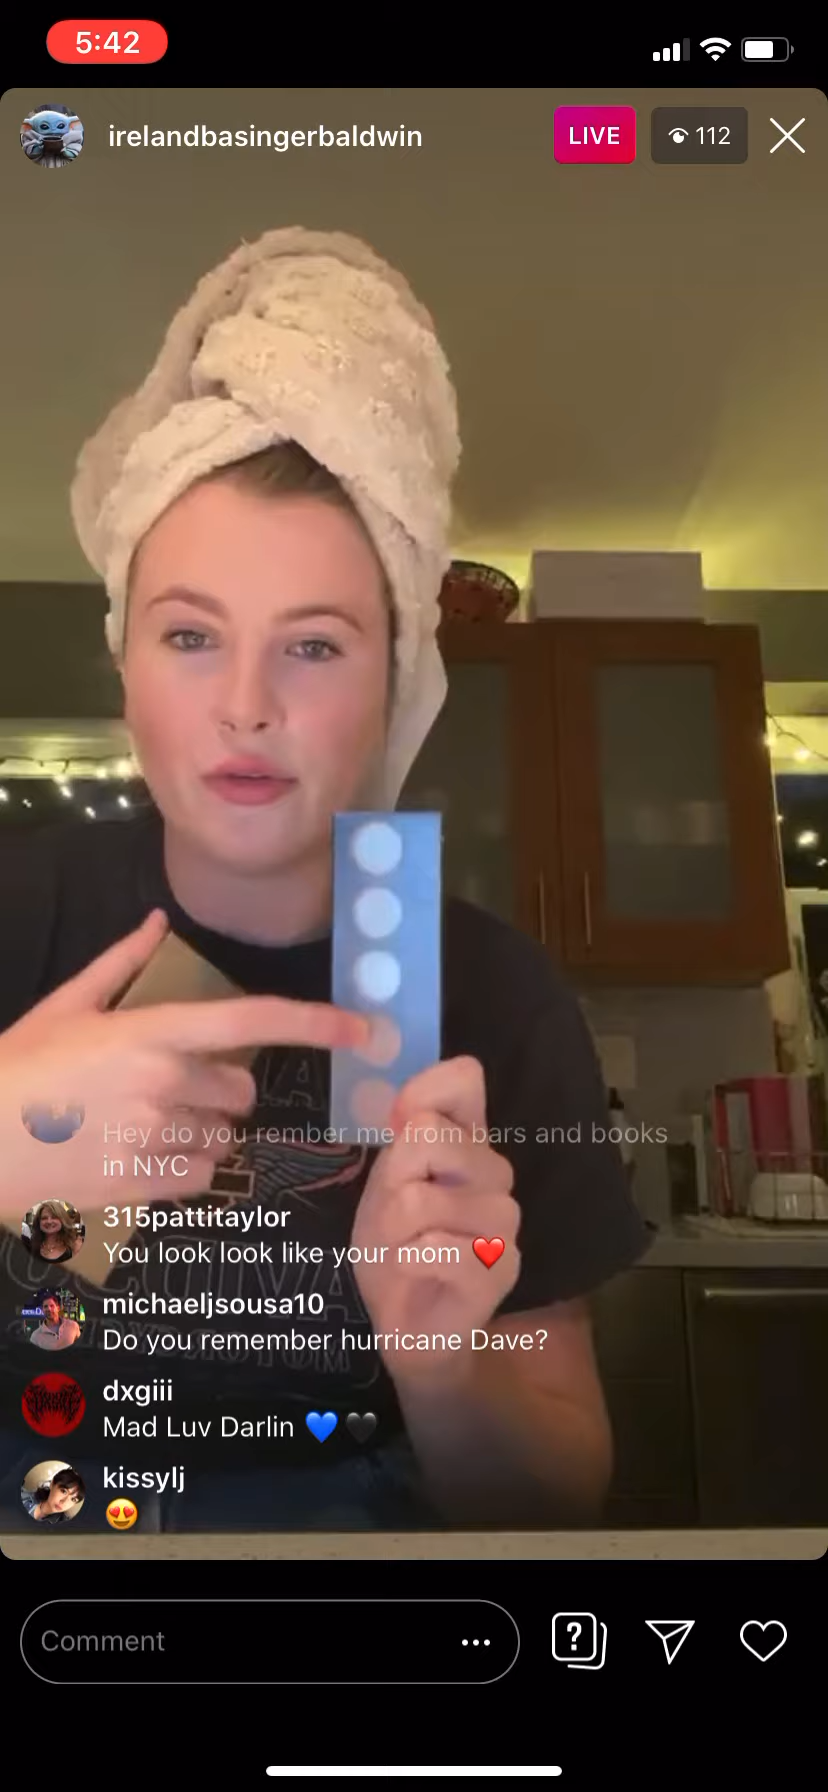 5:42
irelandbasingerbaldwin
LIVE
112
Hey do you rember me from bars and books
in NYC
315pattitaylor
You look look like your mom ❤️
michaeljsousa10
Do you remember hurricane Dave?
dxgiii
Mad Luv Darlin 💙🖤
kissylj
😍
Comment